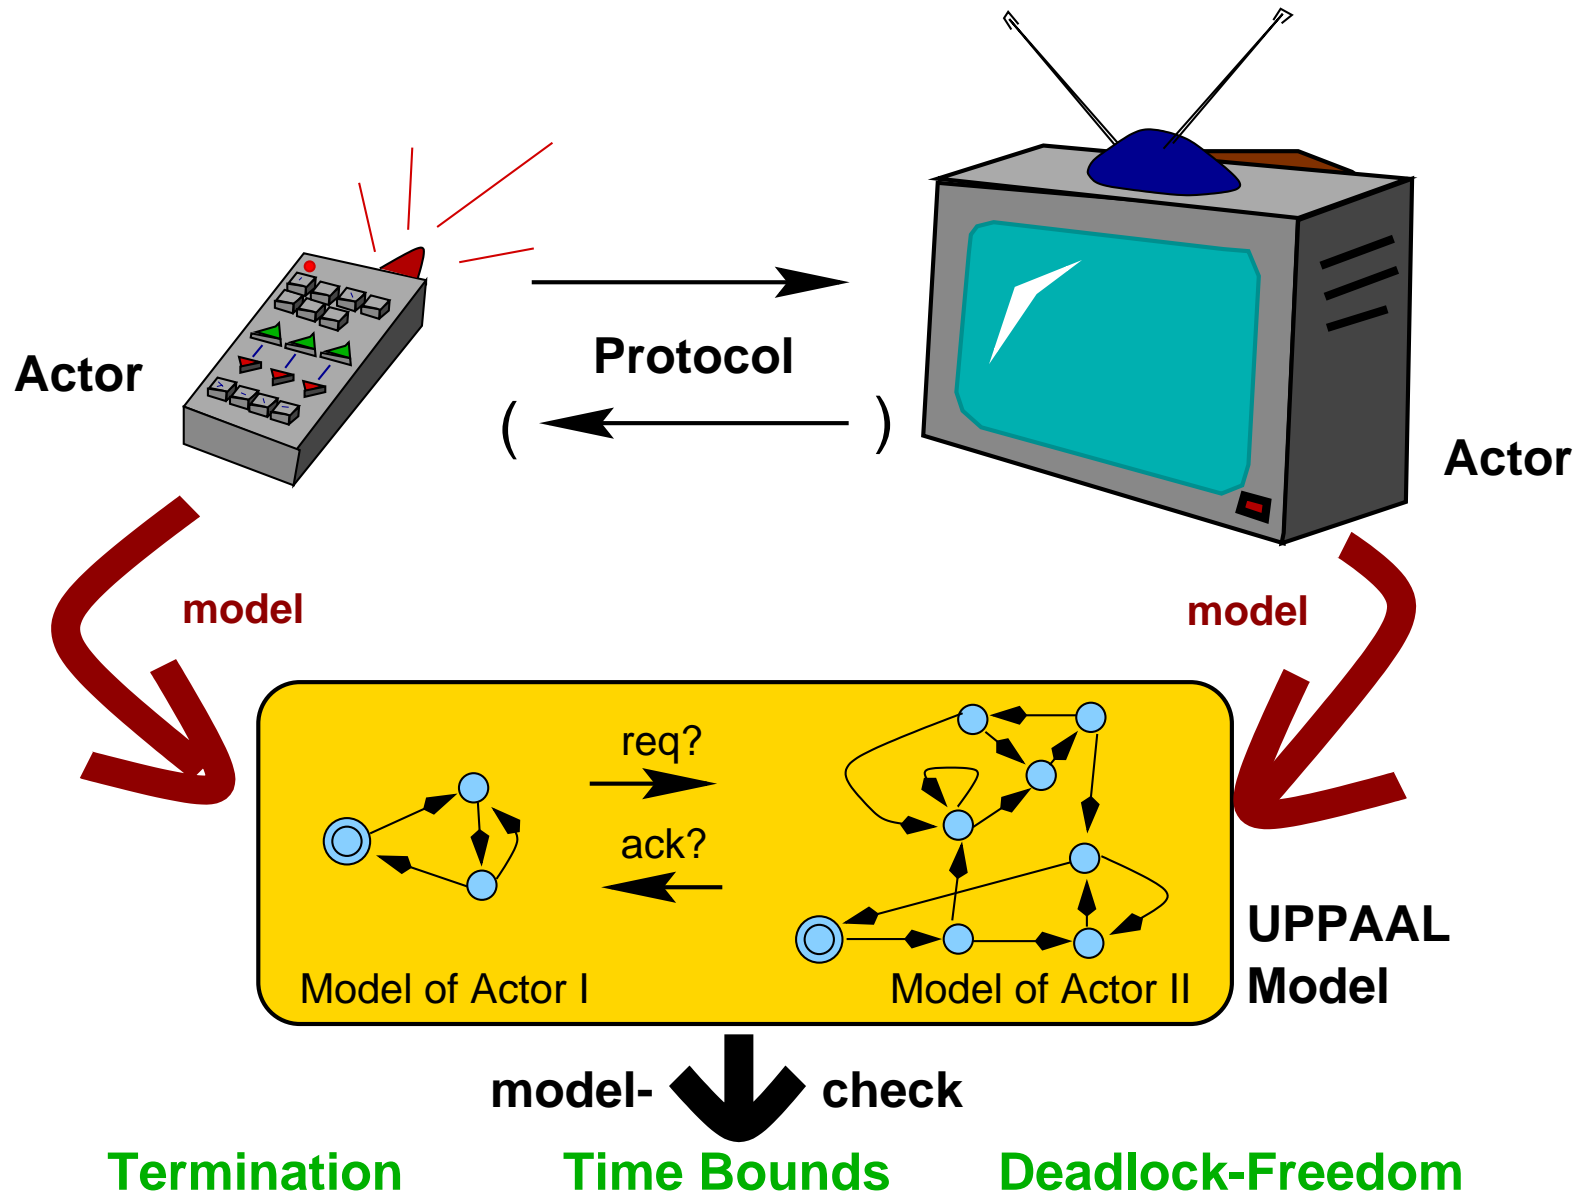 Actor
Protocol
( )
Actor
model
model
req?
ack?
Model of Actor I
Model of Actor II
UPPAAL
Model
model- check
Termination Time Bounds Deadlock-Freedom